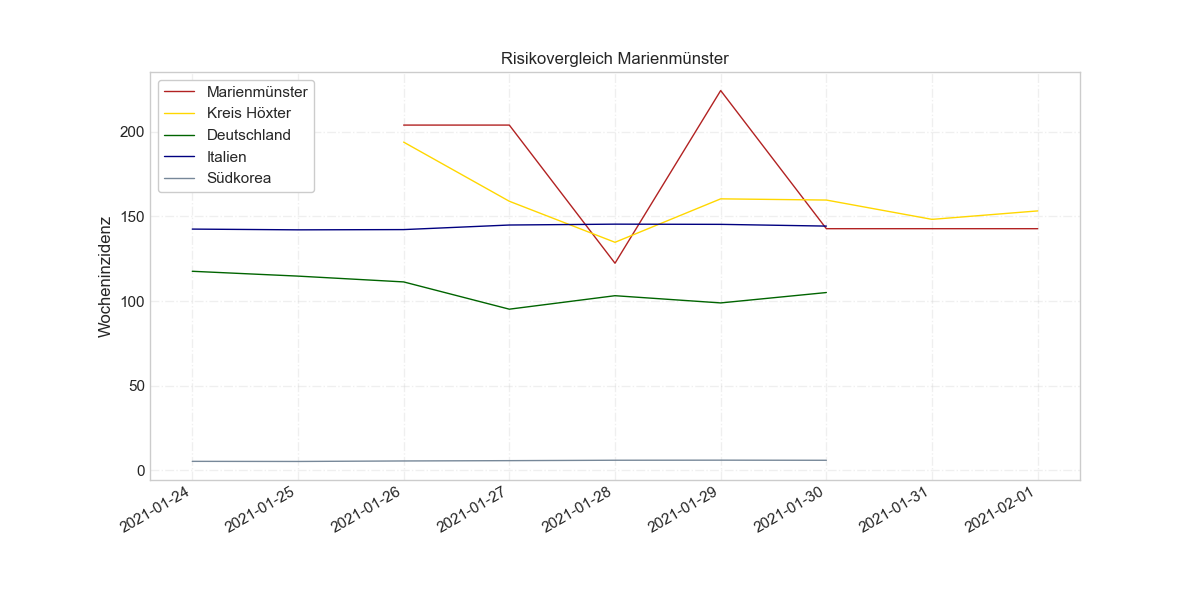 Risikovergleich Marienmünster
Marienmünster
Kreis Höxter
Deutschland
Italien
Südkorea
Wocheninzidenz
200
150
100
50
0
2021-01-24
2021-01-25
2021-01-26
2021-01-27
2021-01-28
2021-01-29
2021-01-30
2021-01-31
2021-02-01